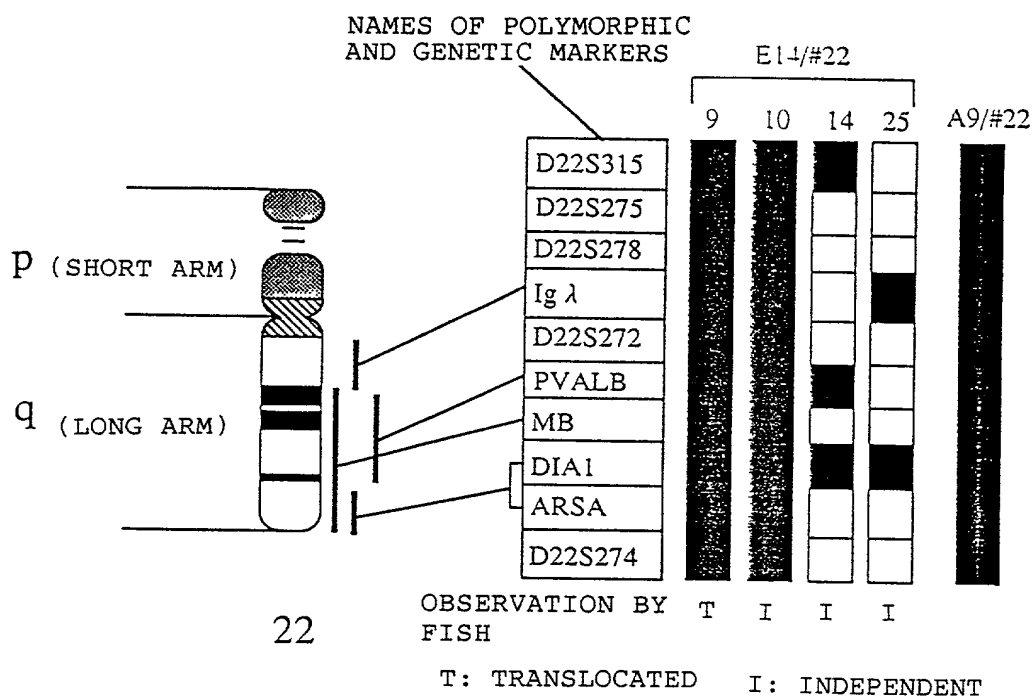 NAMES OF POLYMORPHIC
AND GENETIC MARKERS
E14/#22
9 10 14 25 A9/#22
D22S315
D22S275
D22S278
p (SHORT ARM)
Ig λ
D22S272
PVALB
q (LONG ARM)
MB
DIA1
ARSA
D22S274
OBSERVATION BY
FISH
T I I I
22
T: TRANSLOCATED I: INDEPENDENT